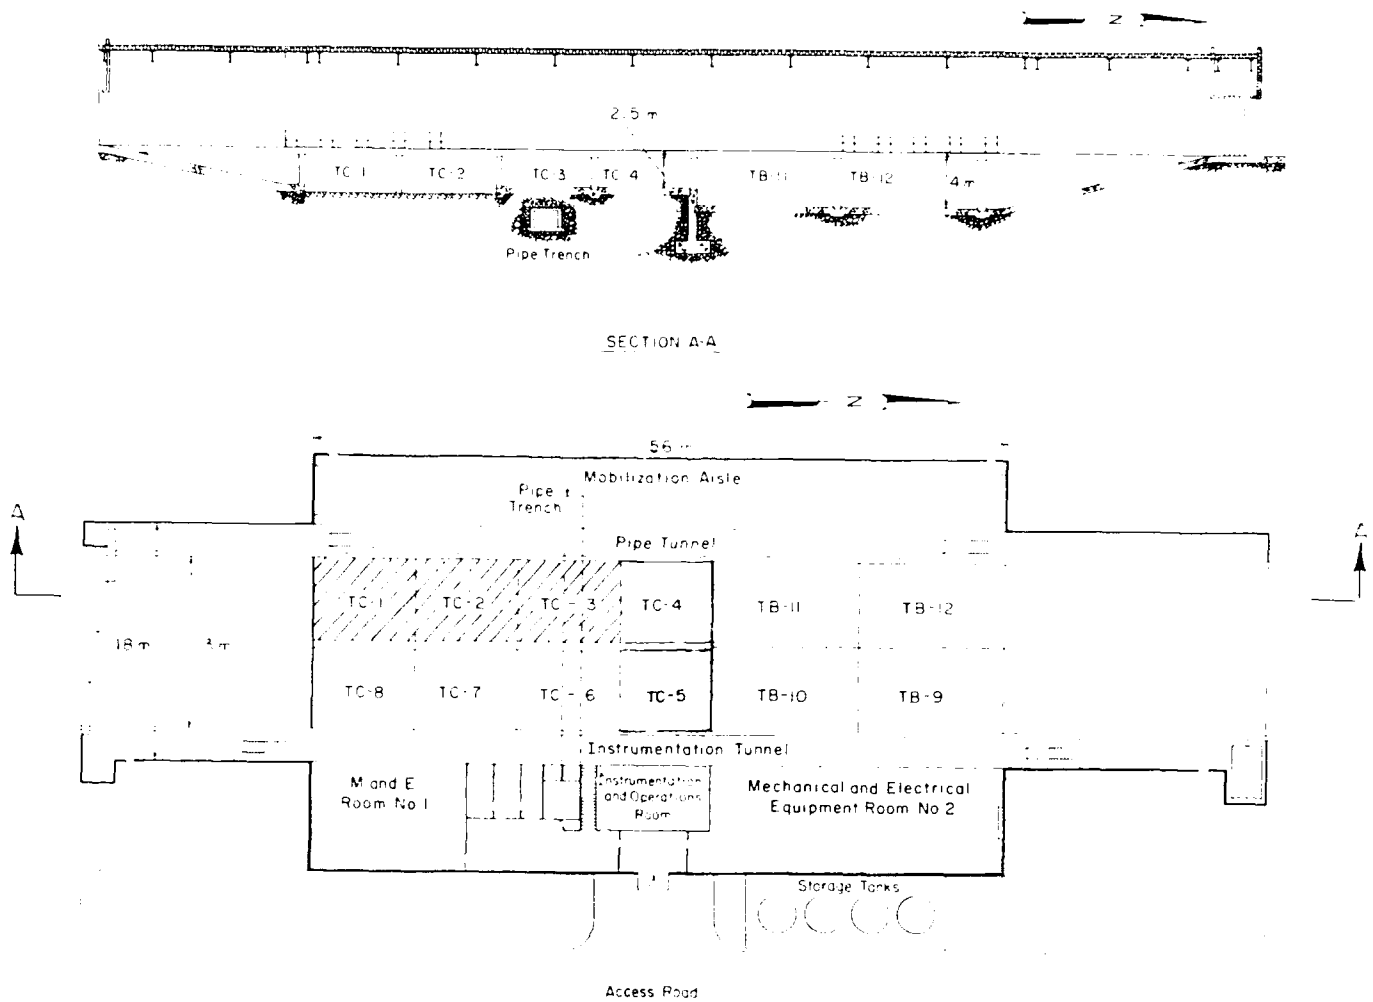 N
2.5 m
TC-1 TC-2 TC-3 TC-4 TB-11 TB-12 4 m
Pipe Trench
SECTION A-A
N
56 m
Mobilization Aisle
Pipe
Trench
A A
Pipe Tunnel
TC-1 TC-2 TC-3 TC-4 TB-11 TB-12
18 m
TC-8 TC-7 TC-6 TC-5 TB-10 TB-9
Instrumentation Tunnel
M and E
Room No 1
Instrumentation
and Operations
Room
Mechanical and Electrical
Equipment Room No 2
Storage Tanks
Access Road